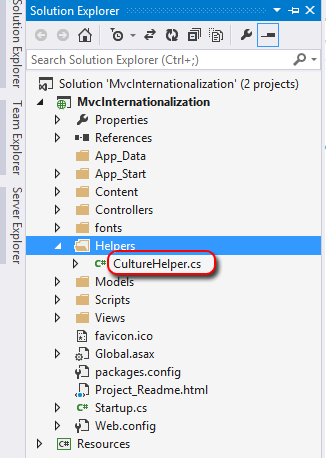 Solution Explorer
Search Solution Explorer (Ctrl+;)
Solution 'MvcInternationalization' (2 projects)
MvcInternationalization
Properties
References
App_Data
App_Start
Content
Controllers
fonts
Helpers
C# CultureHelper.cs
Models
Scripts
Views
favicon.ico
Global.asax
packages.config
Project_Readme.html
C# Startup.cs
Web.config
C# Resources
Solution Explorer
Team Explorer
Server Explorer